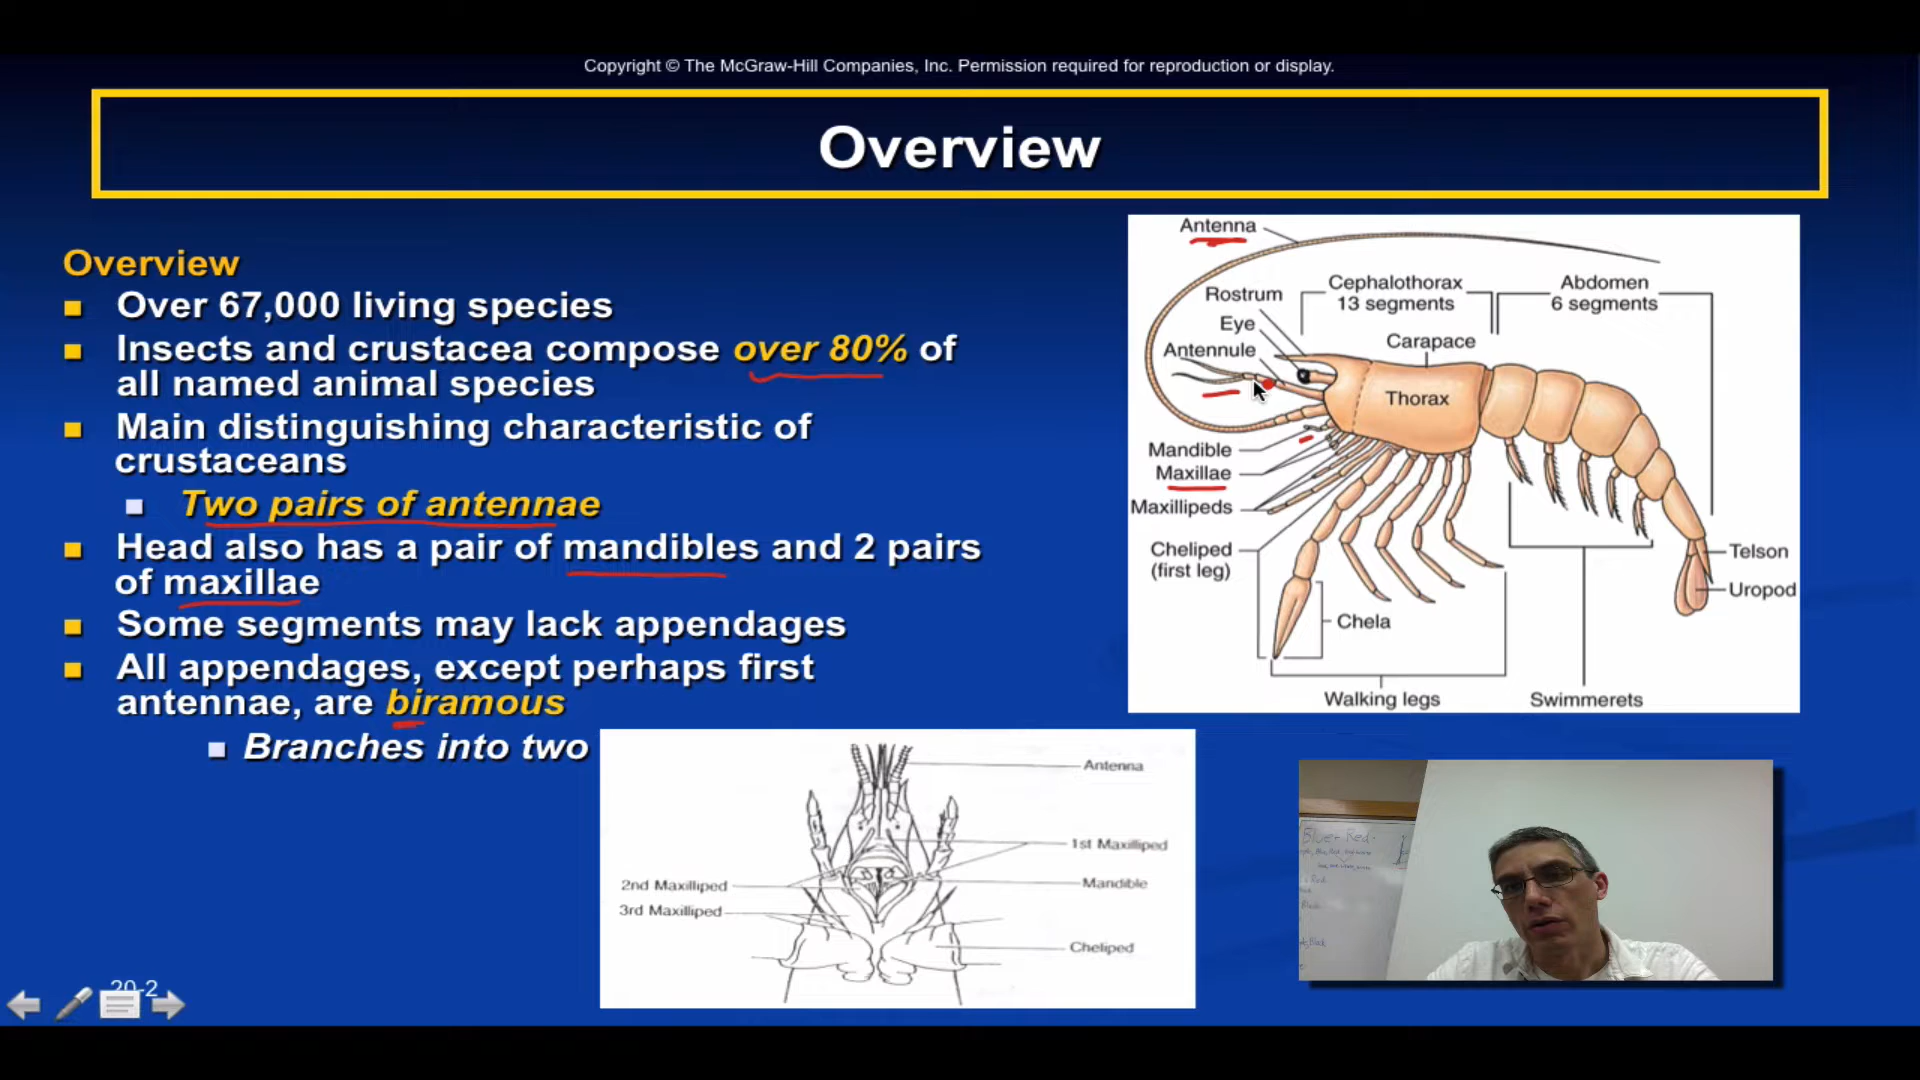 Copyright © The McGraw-Hill Companies, Inc. Permission required for reproduction or display.
Overview
Overview
Over 67,000 living species
Insects and crustacea compose over 80% of
all named animal species
Main distinguishing characteristic of
crustaceans
Two pairs of antennae
Head also has a pair of mandibles and 2 pairs
of maxillae
Some segments may lack appendages
All appendages, except perhaps first
antennae, are biramous
Branches into two
Antenna
Rostrum
Cephalothorax
13 segments
Abdomen
6 segments
Eye
Antennule
Carapace
Thorax
Mandible
Maxillae
Maxillipeds
Cheliped
(first leg)
Chela
Telson
Uropod
Walking legs
Swimmerets
Antenna
1st Maxilliped
2nd Maxilliped
Mandible
3rd Maxilliped
Cheliped
Blue + Red
20-2